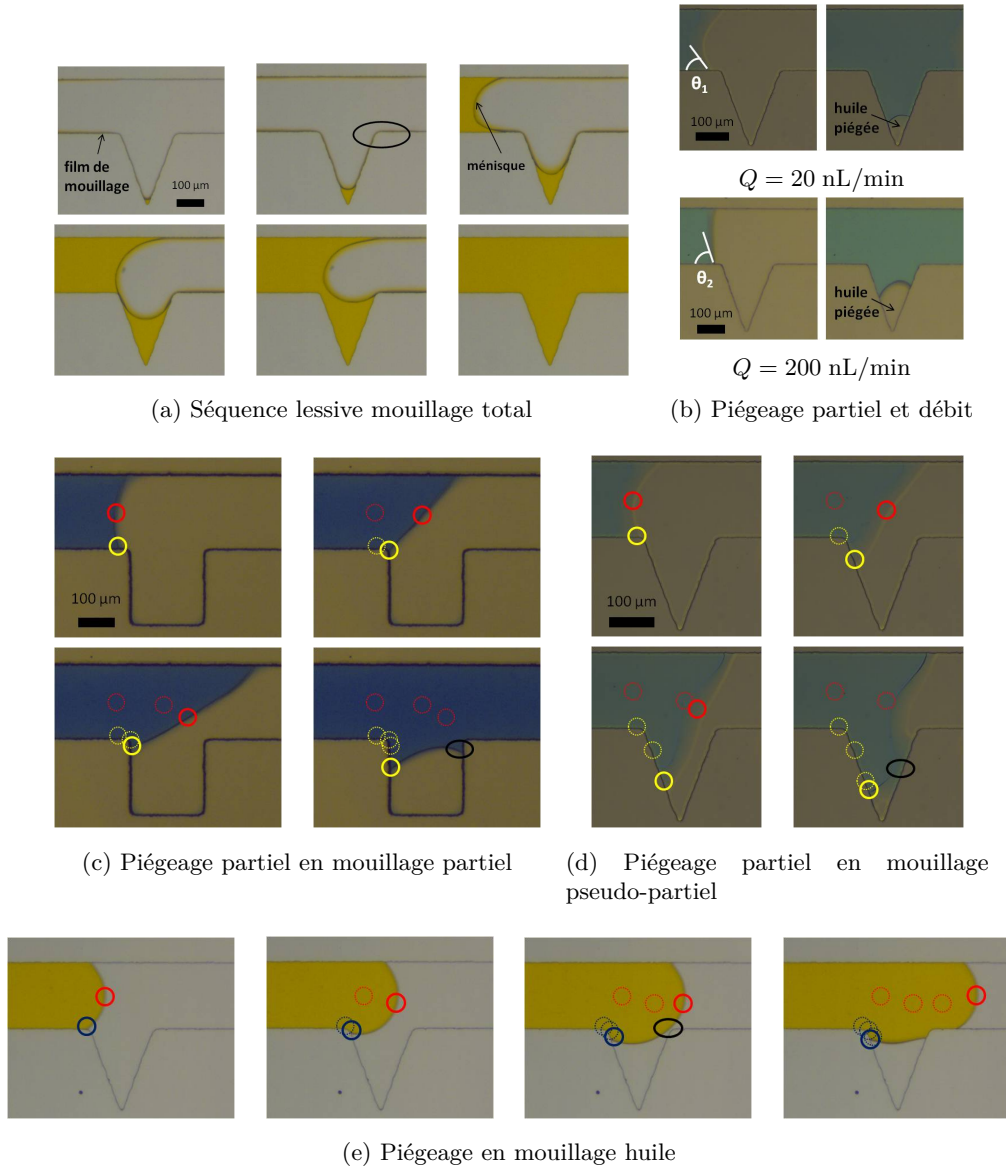 film de
mouillage
100 µm
ménisque
(a) Séquence lessive mouillage total
θ₁
100 µm
huile
piégée
Q = 20 nL/min
θ₂
100 µm
huile
piégée
Q = 200 nL/min
(b) Piégeage partiel et débit
100 µm
(c) Piégeage partiel en mouillage partiel
100 µm
(d) Piégeage partiel en mouillage
pseudo-partiel
(e) Piégeage en mouillage huile